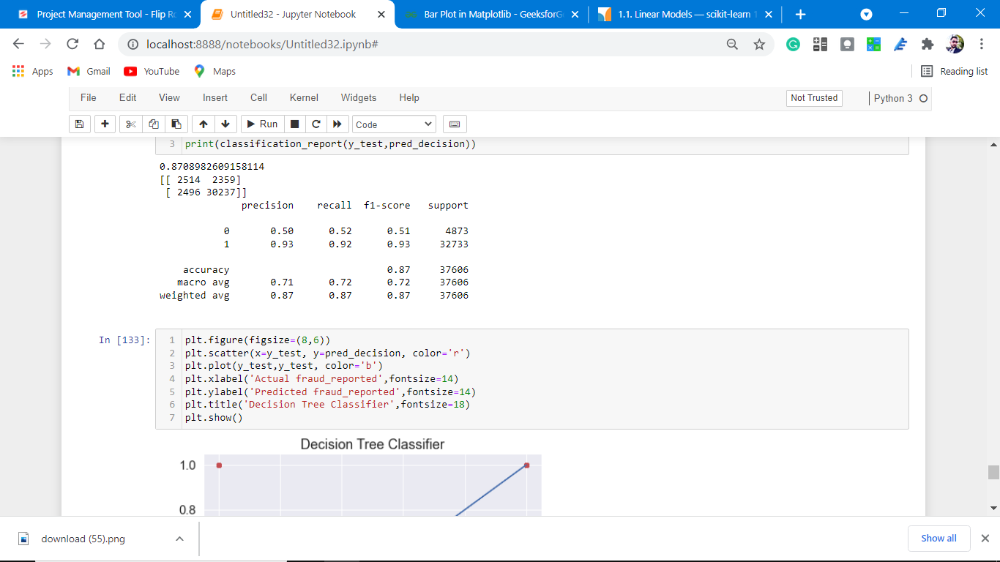 Project Management Tool - Flip Ro
Untitled32 - Jupyter Notebook
Bar Plot in Matplotlib - GeeksforGe
1.1. Linear Models — scikit-learn 1
localhost:8888/notebooks/Untitled32.ipynb#
Apps Gmail YouTube Maps Reading list
File Edit View Insert Cell Kernel Widgets Help Not Trusted Python 3
Run Code
3 print(classification_report(y_test,pred_decision))
0.8708982609158114
[[ 2514  2359]
 [ 2496 30237]]
              precision    recall  f1-score   support
           0       0.50      0.52      0.51      4873
           1       0.93      0.92      0.93     32733
    accuracy                           0.87     37606
   macro avg       0.71      0.72      0.72     37606
weighted avg       0.87      0.87      0.87     37606
In [133]: 1 plt.figure(figsize=(8,6))
2 plt.scatter(x=y_test, y=pred_decision, color='r')
3 plt.plot(y_test,y_test, color='b')
4 plt.xlabel('Actual fraud_reported',fontsize=14)
5 plt.ylabel('Predicted fraud_reported',fontsize=14)
6 plt.title('Decision Tree Classifier',fontsize=18)
7 plt.show()
Decision Tree Classifier
1.0
0.8
download (55).png Show all